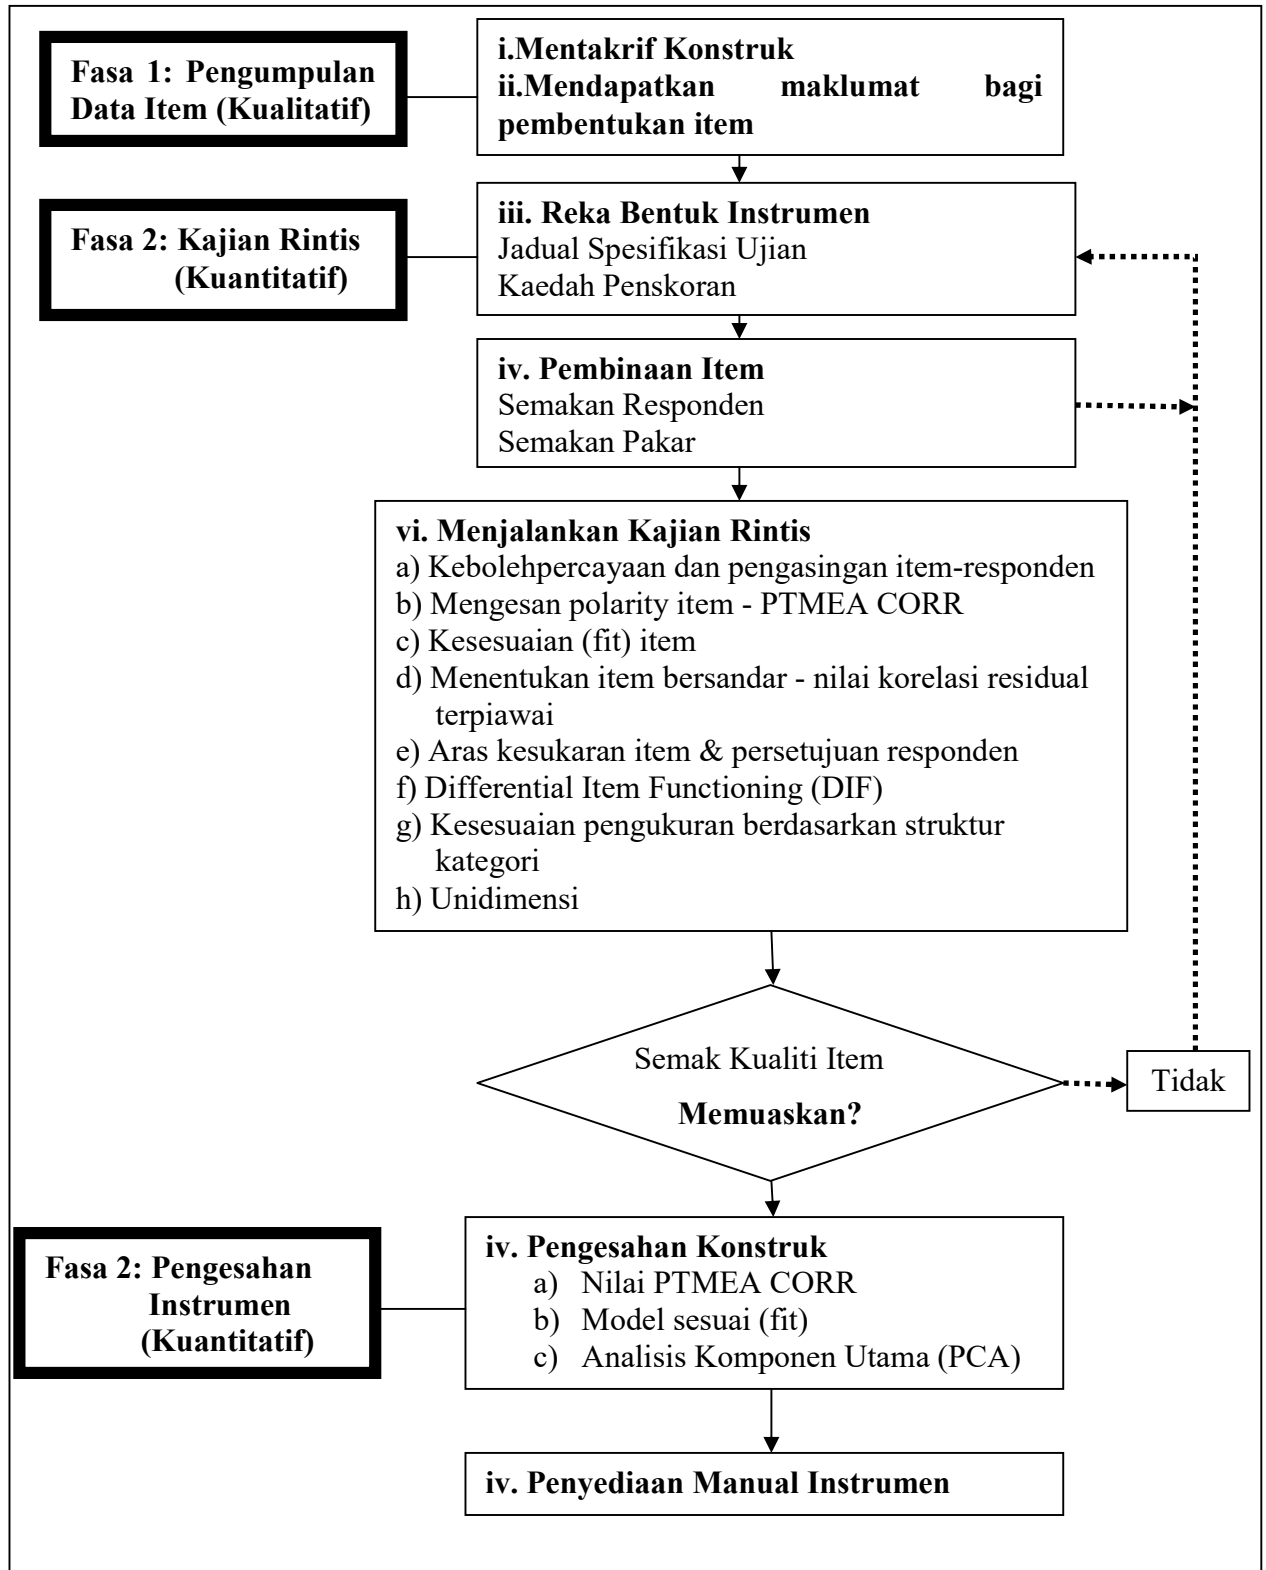 Fasa 1: Pengumpulan
Data Item (Kualitatif)
i.Mentakrif Konstruk
ii.Mendapatkan maklumat bagi
pembentukan item
Fasa 2: Kajian Rintis
(Kuantitatif)
iii. Reka Bentuk Instrumen
Jadual Spesifikasi Ujian
Kaedah Penskoran
iv. Pembinaan Item
Semakan Responden
Semakan Pakar
vi. Menjalankan Kajian Rintis
a) Kebolehpercayaan dan pengasingan item-responden
b) Mengesan polarity item - PTMEA CORR
c) Kesesuaian (fit) item
d) Menentukan item bersandar - nilai korelasi residual
terpiawai
e) Aras kesukaran item & persetujuan responden
f) Differential Item Functioning (DIF)
g) Kesesuaian pengukuran berdasarkan struktur
kategori
h) Unidimensi
Semak Kualiti Item
Memuaskan?
Tidak
Fasa 2: Pengesahan
Instrumen
(Kuantitatif)
iv. Pengesahan Konstruk
a) Nilai PTMEA CORR
b) Model sesuai (fit)
c) Analisis Komponen Utama (PCA)
iv. Penyediaan Manual Instrumen